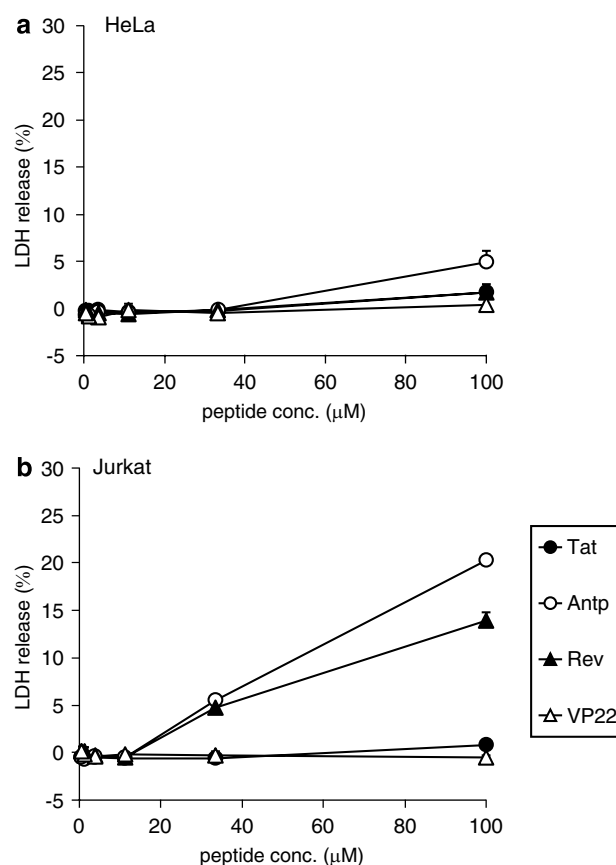 a HeLa
30
25
20
15
10
5
0
-5
LDH release (%)
0 20 40 60 80 100
peptide conc. (μM)
b Jurkat
30
25
20
15
10
5
0
-5
LDH release (%)
0 20 40 60 80 100
peptide conc. (μM)
Tat
Antp
Rev
VP22